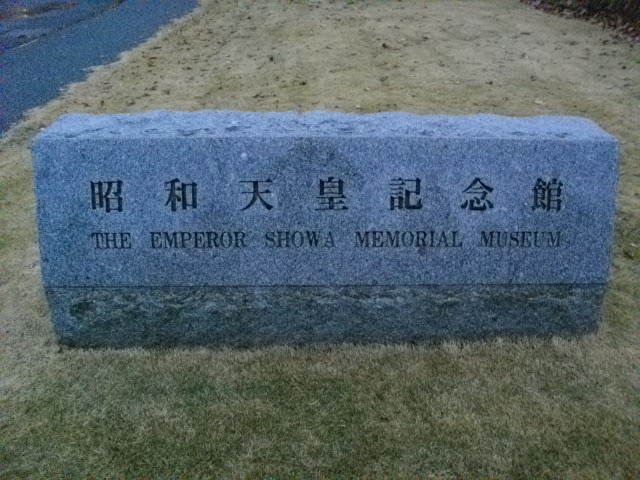 昭和天皇記念館
THE EMPEROR SHOWA MEMORIAL MUSEUM